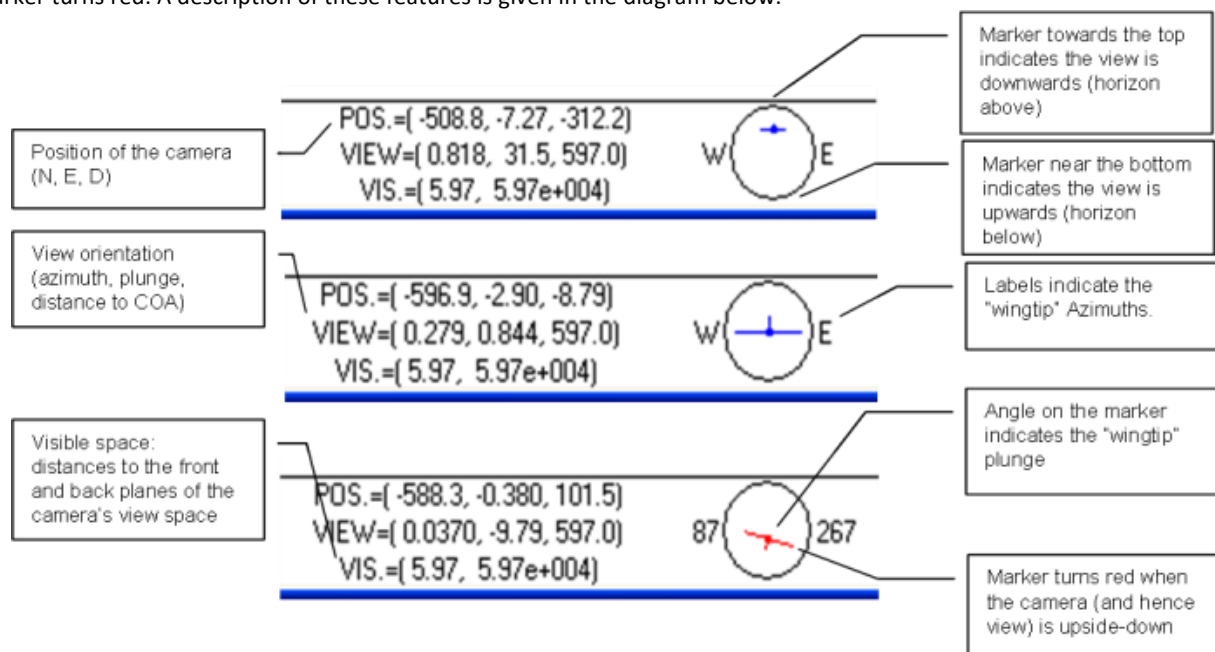 arker turns red. A description of these features is given in the diagram below.
Marker towards the top
indicates the view is
downwards (horizon
above)
POS.=( -508.8, -7.27, -312.2)
VIEW=( 0.818, 31.5, 597.0)
VIS.=( 5.97, 5.97e+004)
W
E
Position of the camera
(N, E, D)
Marker near the bottom
indicates the view is
upwards (horizon
below)
View orientation
(azimuth, plunge,
distance to COA)
POS.=( -596.9, -2.90, -8.79)
VIEW=( 0.279, 0.844, 597.0)
VIS.=( 5.97, 5.97e+004)
W
E
Labels indicate the
"wingtip" Azimuths.
Angle on the marker
indicates the "wingtip"
plunge
Visible space:
distances to the front
and back planes of the
camera's view space
POS.=( -588.3, -0.380, 101.5)
VIEW=( 0.0370, -9.79, 597.0)
VIS.=( 5.97, 5.97e+004)
87
267
Marker turns red when
the camera (and hence
view) is upside-down